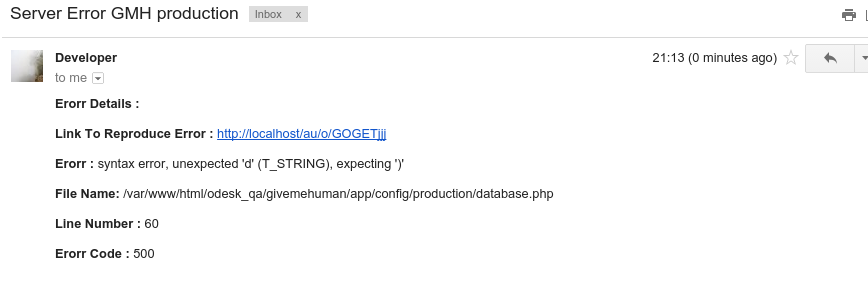 Server Error GMH production Inbox x
Developer 21:13 (0 minutes ago)
to me
Erorr Details :
Link To Reproduce Error : http://localhost/au/o/GOGETjjj
Erorr : syntax error, unexpected 'd' (T_STRING), expecting ')'
File Name: /var/www/html/odesk_qa/givemehuman/app/config/production/database.php
Line Number : 60
Erorr Code : 500